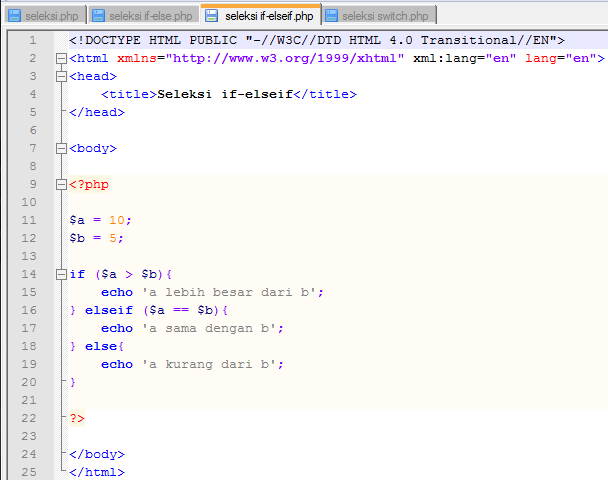 seleksi.php seleksi if-else.php seleksi if-elseif.php seleksi switch.php
1 <!DOCTYPE HTML PUBLIC "-//W3C//DTD HTML 4.0 Transitional//EN">
2 <html xmlns="http://www.w3.org/1999/xhtml" xml:lang="en" lang="en">
3 <head>
4     <title>Seleksi if-elseif</title>
5 </head>
6
7 <body>
8
9 <?php
10
11 $a = 10;
12 $b = 5;
13
14 if ($a > $b){
15     echo 'a lebih besar dari b';
16 } elseif ($a == $b){
17     echo 'a sama dengan b';
18 } else{
19     echo 'a kurang dari b';
20 }
21
22 ?>
23
24 </body>
25 </html>